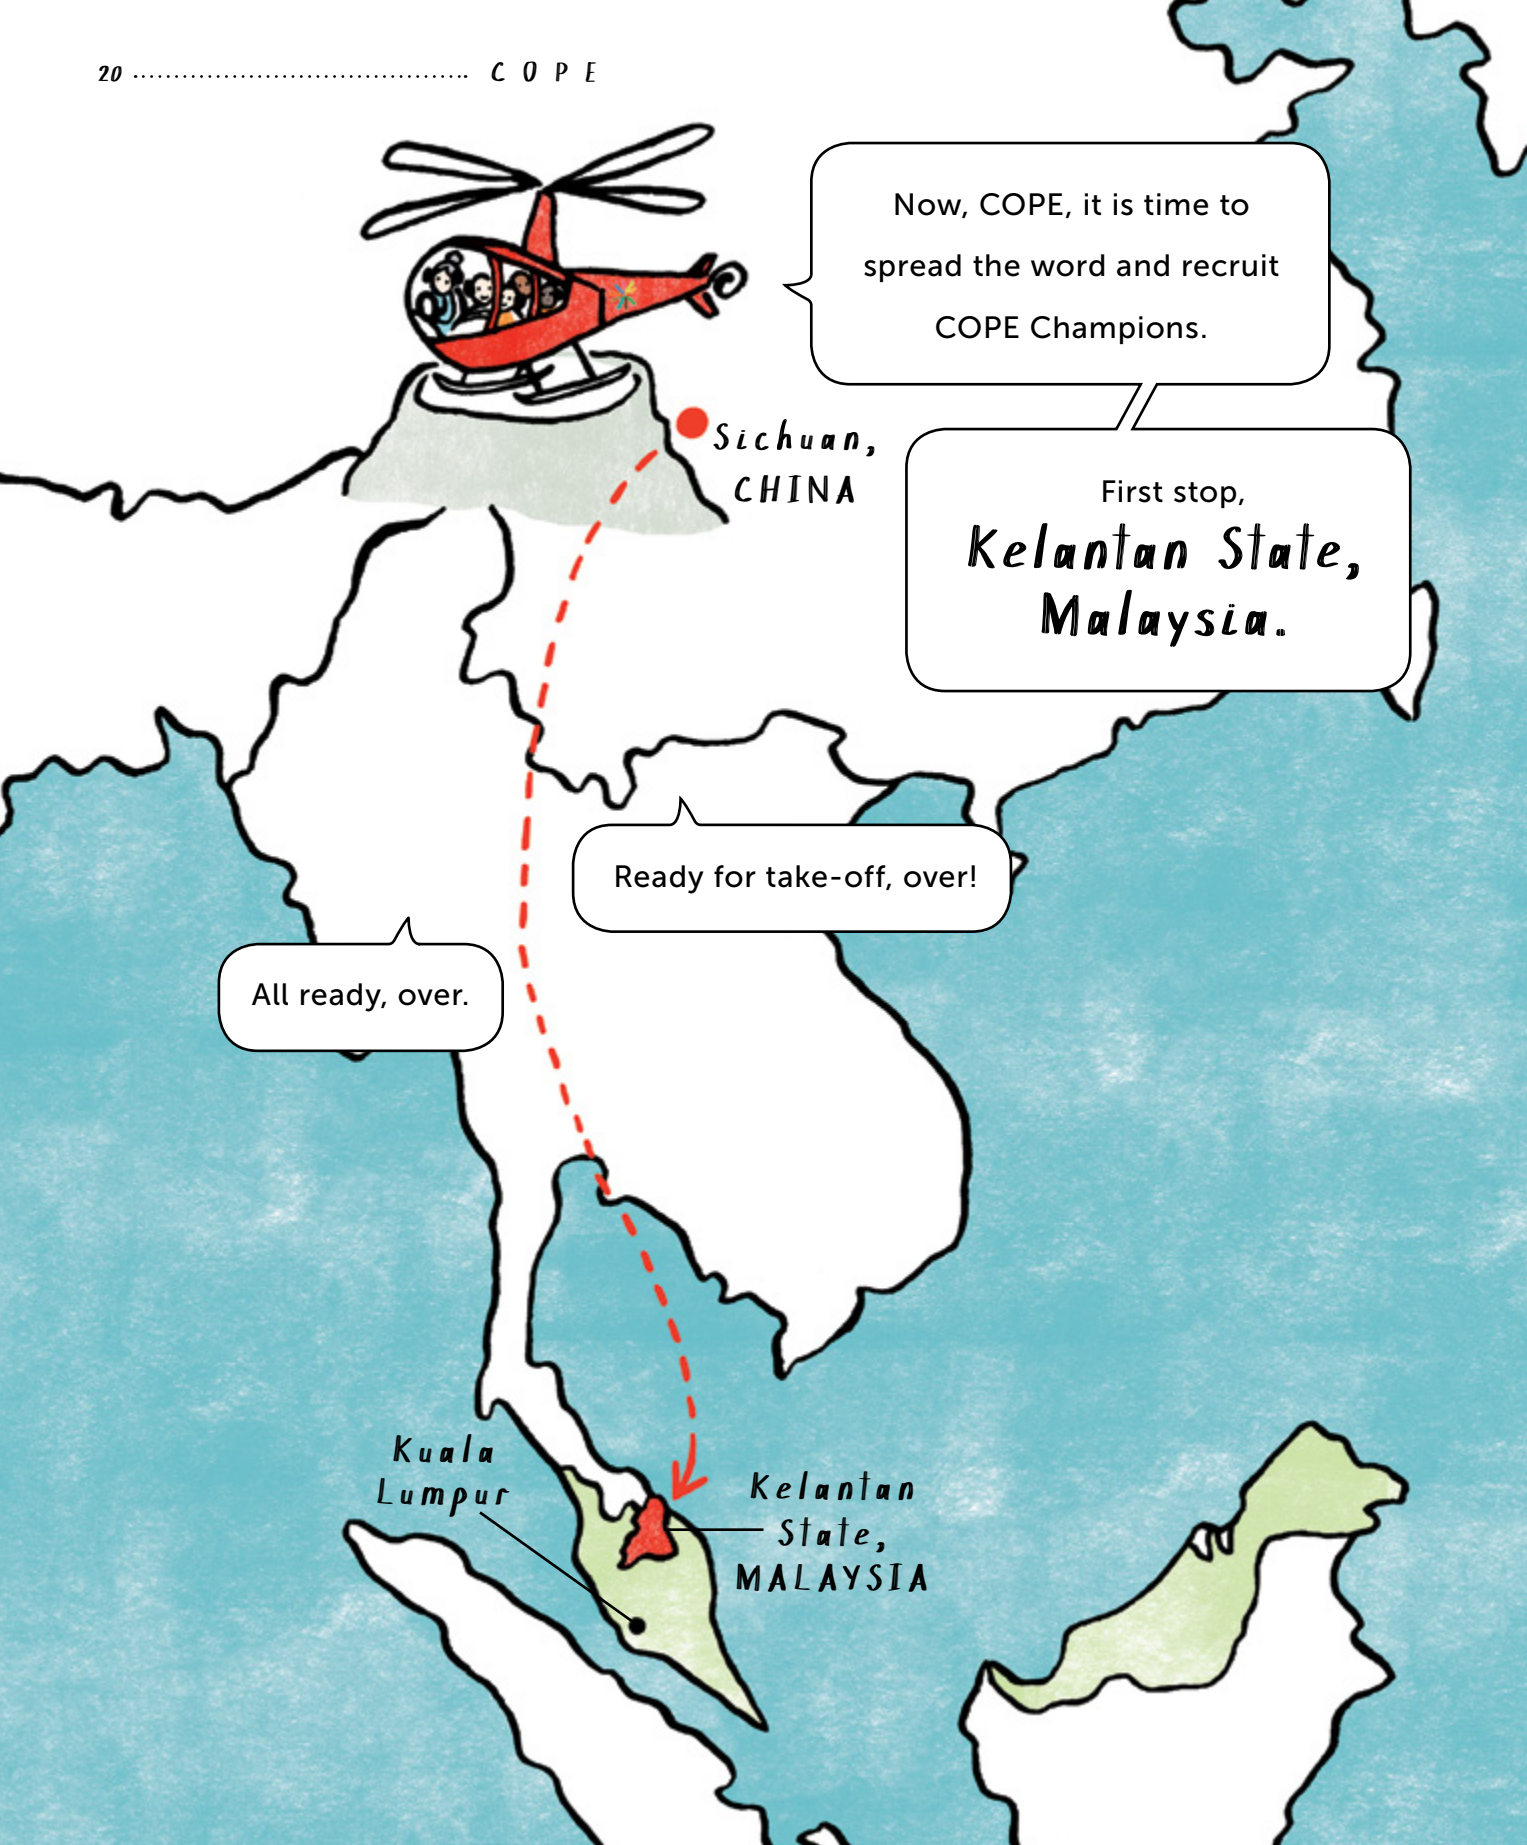 20 ........................................ COPE
Now, COPE, it is time to
spread the word and recruit
COPE Champions.
Sichuan,
CHINA
First stop,
Kelantan State,
Malaysia.
Ready for take-off, over!
All ready, over.
Kuala
Lumpur
Kelantan
State,
MALAYSIA